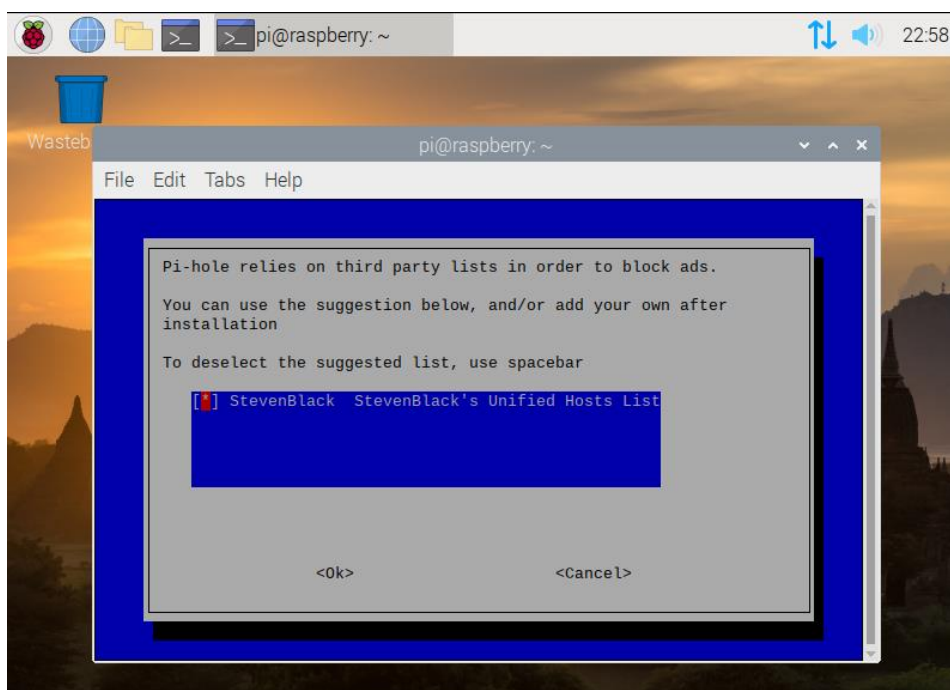 pi@raspberry: ~
22:58
Wasteb
pi@raspberry: ~
File Edit Tabs Help
Pi-hole relies on third party lists in order to block ads.
You can use the suggestion below, and/or add your own after
installation
To deselect the suggested list, use spacebar
[*] StevenBlack StevenBlack's Unified Hosts List
<Ok> <Cancel>